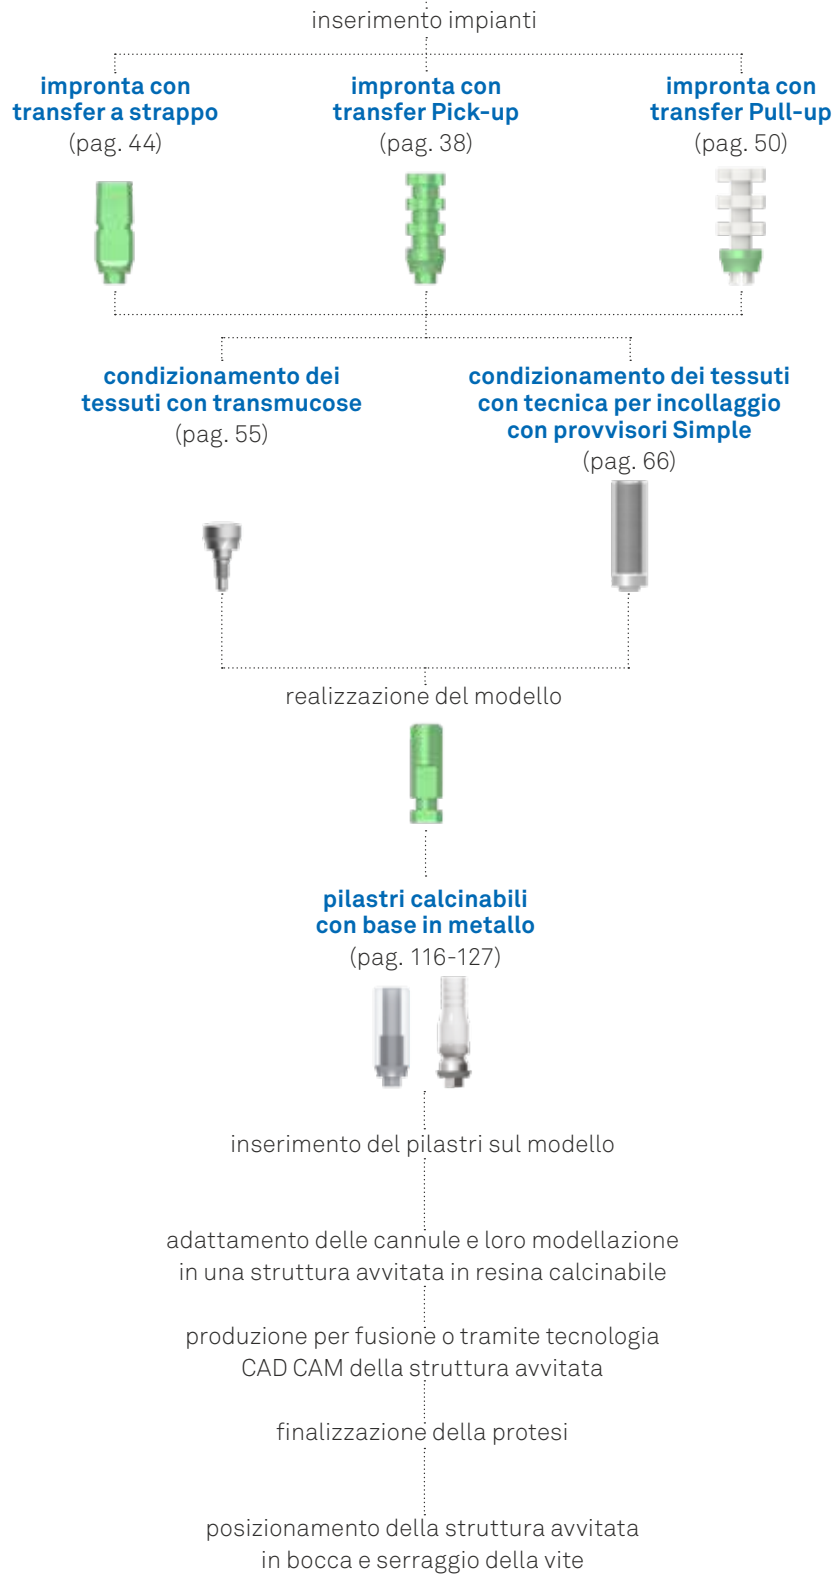 inserimento impianti
impronta con
transfer a strappo
(pag. 44)
impronta con
transfer Pick-up
(pag. 38)
impronta con
transfer Pull-up
(pag. 50)
condizionamento dei
tessuti con transmucose
(pag. 55)
condizionamento dei tessuti
con tecnica per incollaggio
con provvisori Simple
(pag. 66)
realizzazione del modello
pilastri calcinabili
con base in metallo
(pag. 116-127)
inserimento del pilastri sul modello
adattamento delle cannule e loro modellazione
in una struttura avvitata in resina calcinabile
produzione per fusione o tramite tecnologia
CAD CAM della struttura avvitata
finalizzazione della protesi
posizionamento della struttura avvitata
in bocca e serraggio della vite